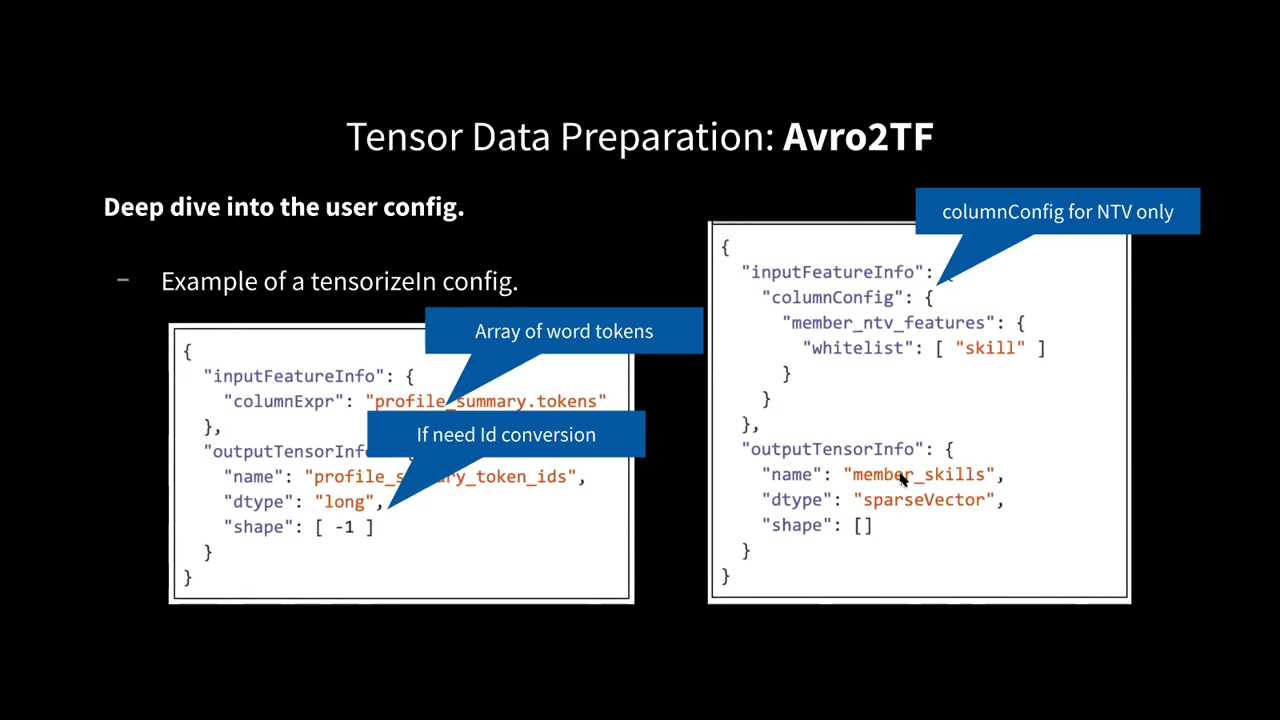 Tensor Data Preparation: Avro2TF
Deep dive into the user config.
– Example of a tensorizeIn config.
Array of word tokens
{
"inputFeatureInfo": {
"columnExpr": "profile_summary.tokens"
},
If need Id conversion
"outputTensorInfo
"name": "profile_summary_token_ids",
"dtype": "long",
"shape": [ -1 ]
}
}
columnConfig for NTV only
{
"inputFeatureInfo": {
"columnConfig": {
"member_ntv_features": {
"whitelist": [ "skill" ]
}
}
},
"outputTensorInfo": {
"name": "member_skills",
"dtype": "sparseVector",
"shape": []
}
}